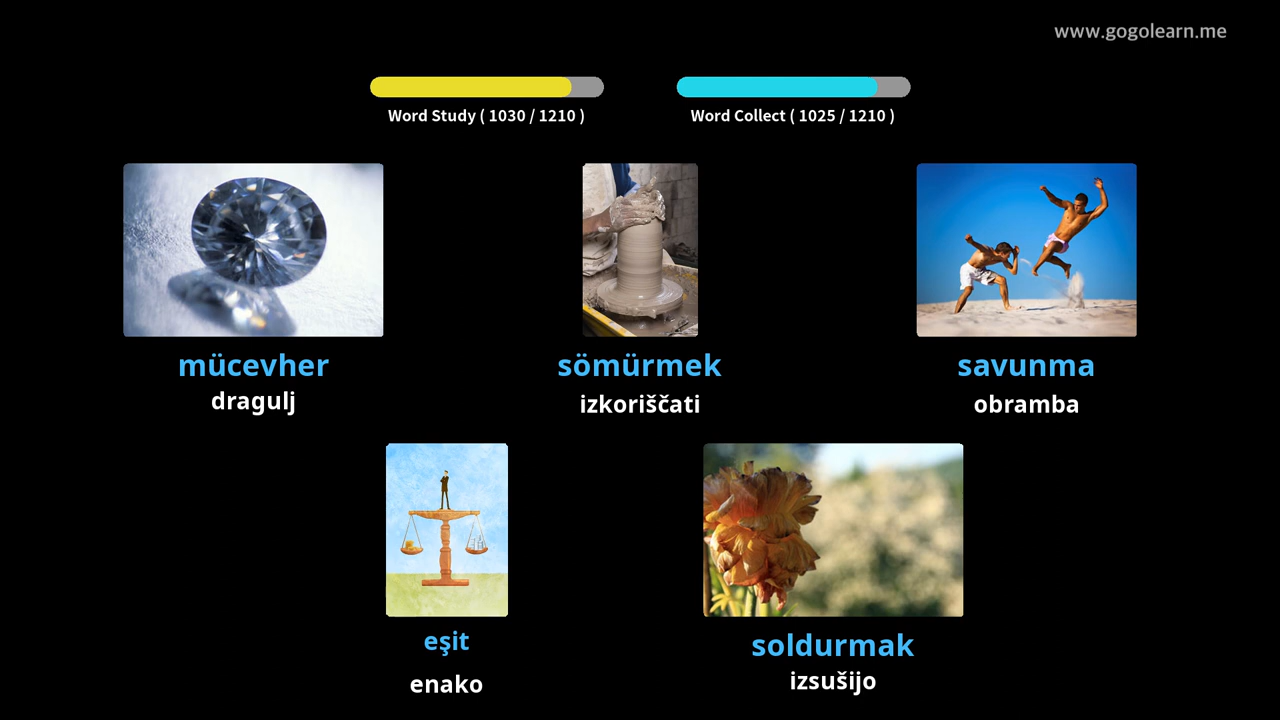 www.gogolearn.me
Word Study ( 1030 / 1210 )
Word Collect ( 1025 / 1210 )
mücevher
dragulj
sömürmek
izkoriščati
savunma
obramba
eşit
enako
soldurmak
izsušijo